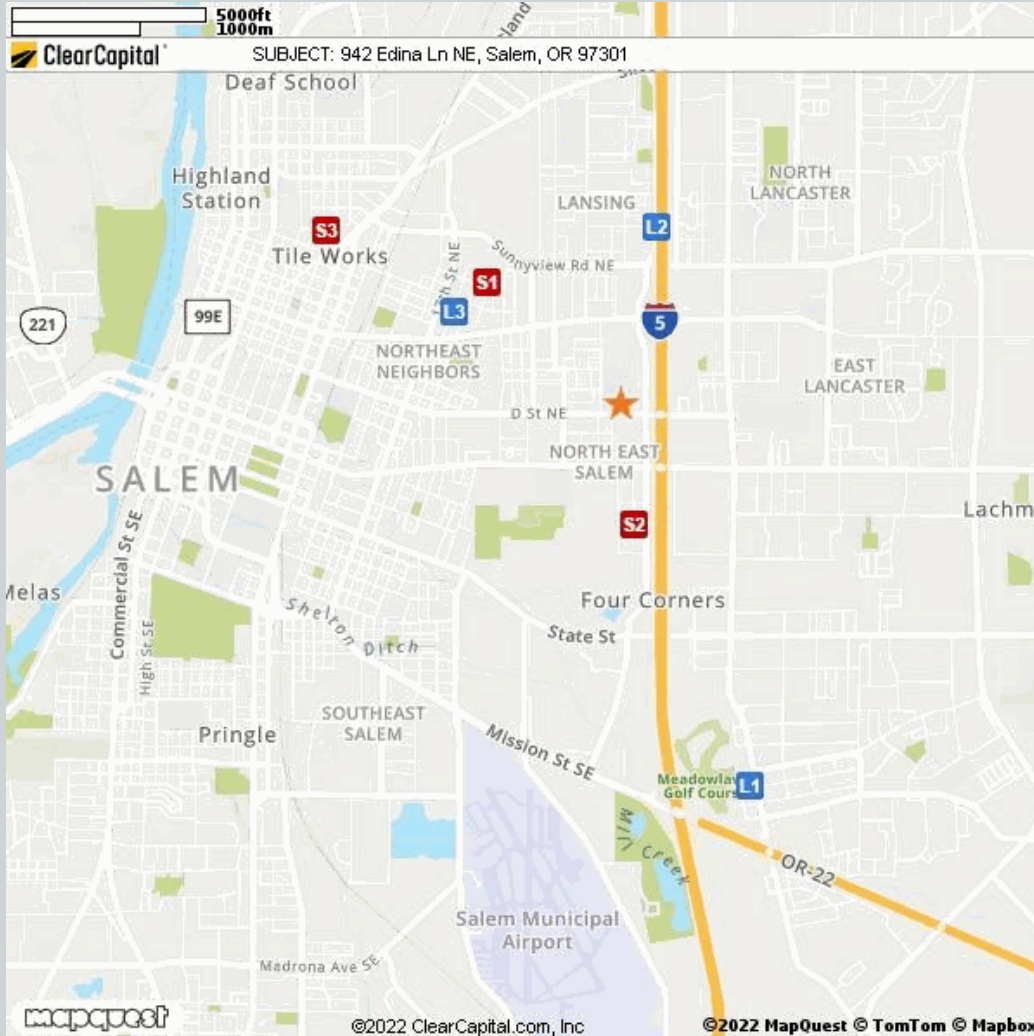 5000ft
1000m
ClearCapital
SUBJECT: 942 Edina Ln NE, Salem, OR 97301
Deaf School
Highland
Station
NORTH
LANCASTER
LANSING
L2
S3
Tile Works
Sunnyview Rd NE
S1
L3
221
99E
5
NORTHEAST
NEIGHBORS
EAST
LANCASTER
D St NE
NORTH EAST
SALEM
SALEM
S2
Commercial St SE
Melas
Four Corners
Shelton Ditch
State St
High St SE
SOUTHEAST
SALEM
Pringle
Mission St SE
Golf
L1
Mill Creek
OR-22
Salem Municipal
Airport
Madrona Ave SE
mapquest
©2022 ClearCapital.com, Inc
©2022 MapQuest © TomTom © Mapbox